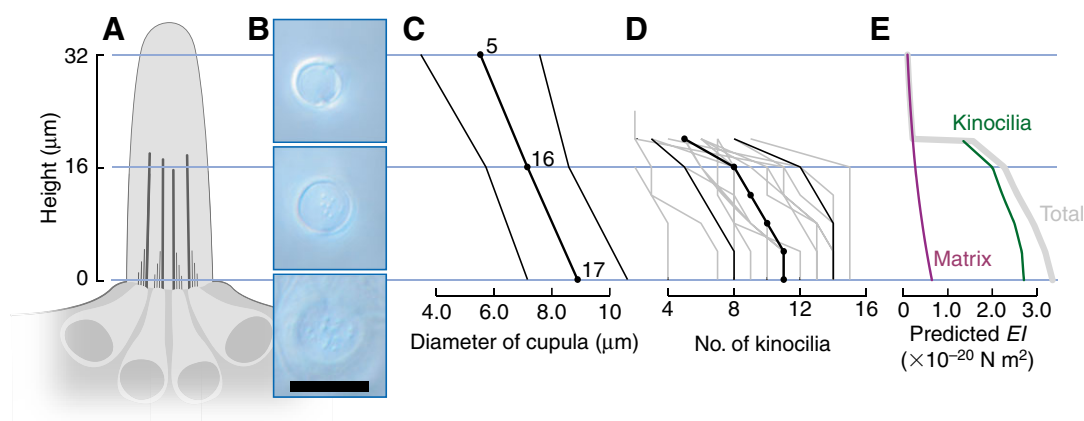 A
B
C
D
E
Height (μm)
32
16
0
5
16
17
4.0
6.0
8.0
10.0
Diameter of cupula (μm)
4
8
12
16
No. of kinocilia
Kinocilia
Total
Matrix
0
1.0
2.0
3.0
Predicted EI
(×10–20 N m2)